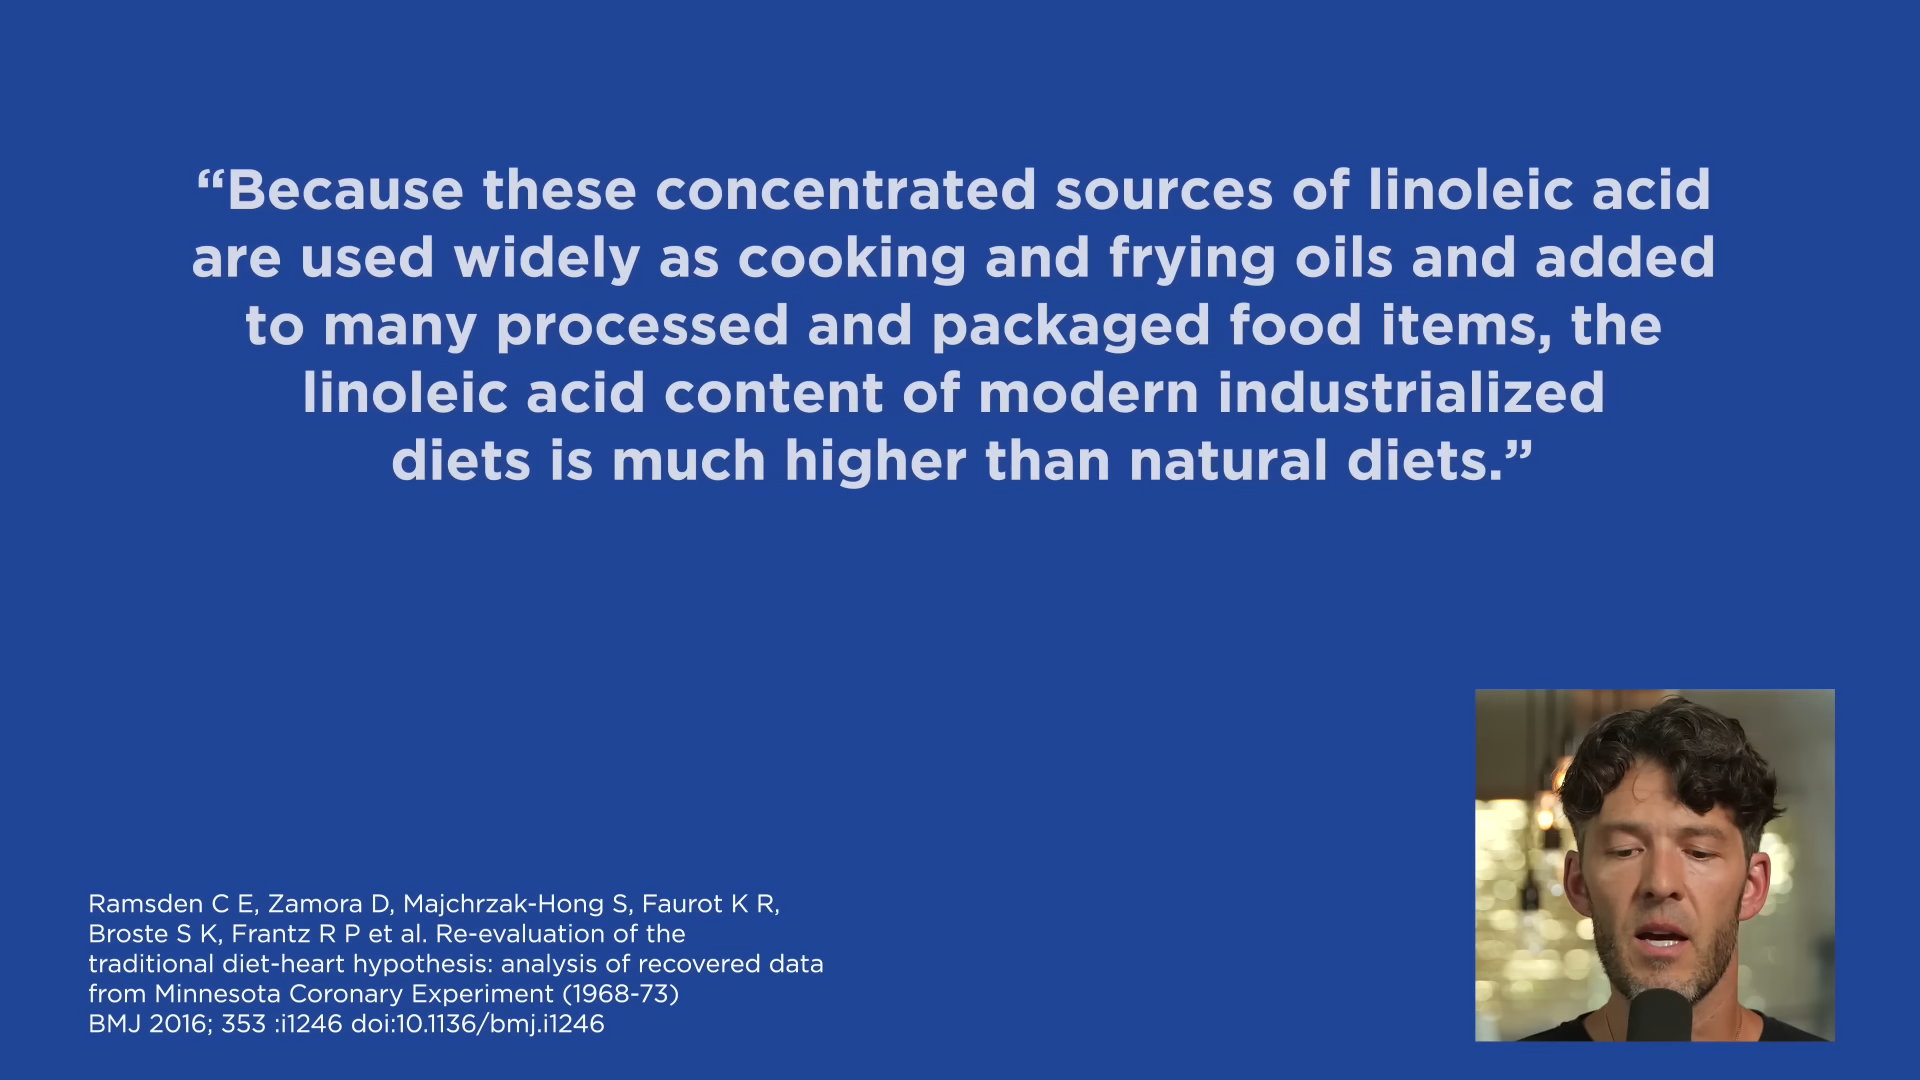 “Because these concentrated sources of linoleic acid
are used widely as cooking and frying oils and added
to many processed and packaged food items, the
linoleic acid content of modern industrialized
diets is much higher than natural diets.”
Ramsden C E, Zamora D, Majchrzak-Hong S, Faurot K R,
Broste S K, Frantz R P et al. Re-evaluation of the
traditional diet-heart hypothesis: analysis of recovered data
from Minnesota Coronary Experiment (1968-73)
BMJ 2016; 353 :i1246 doi:10.1136/bmj.i1246